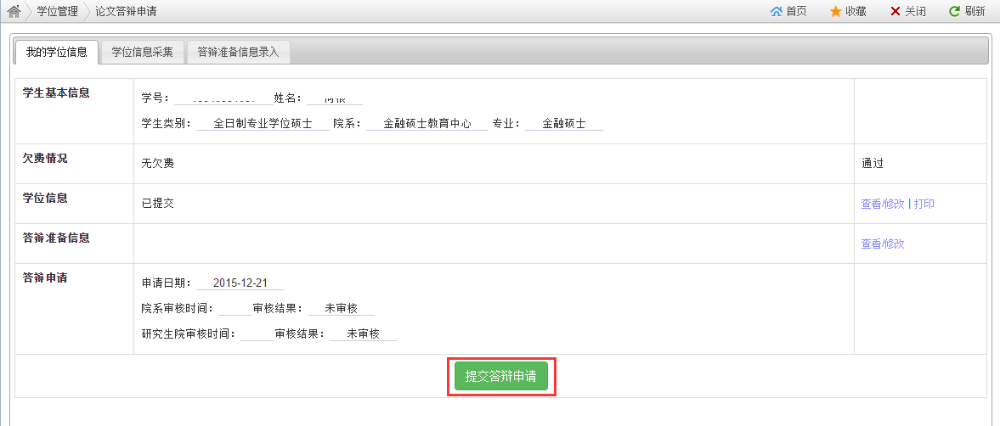 学位管理 论文答辩申请 首页 收藏 关闭 刷新
我的学位信息 学位信息采集 答辩准备信息录入
学生基本信息 学号： 姓名：
学生类别： 全日制专业学位硕士 院系： 金融硕士教育中心 专业： 金融硕士
欠费情况 无欠费 通过
学位信息 已提交 查看/修改 | 打印
答辩准备信息 查看/修改
答辩申请 申请日期： 2015-12-21
院系审核时间： 审核结果： 未审核
研究生院审核时间： 审核结果： 未审核
提交答辩申请